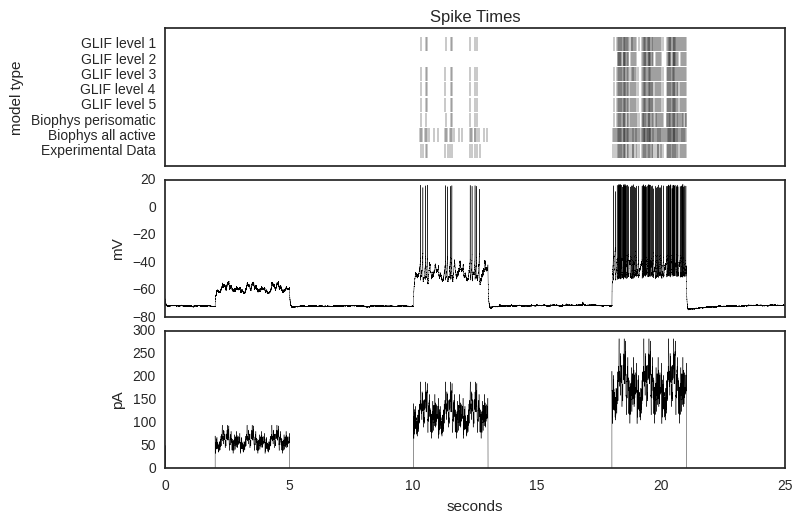 Spike Times
model type
GLIF level 1
GLIF level 2
GLIF level 3
GLIF level 4
GLIF level 5
Biophys perisomatic
Biophys all active
Experimental Data
mV
20
0
−20
−40
−60
−80
pA
300
250
200
150
100
50
0
0 5 10 15 20 25
seconds